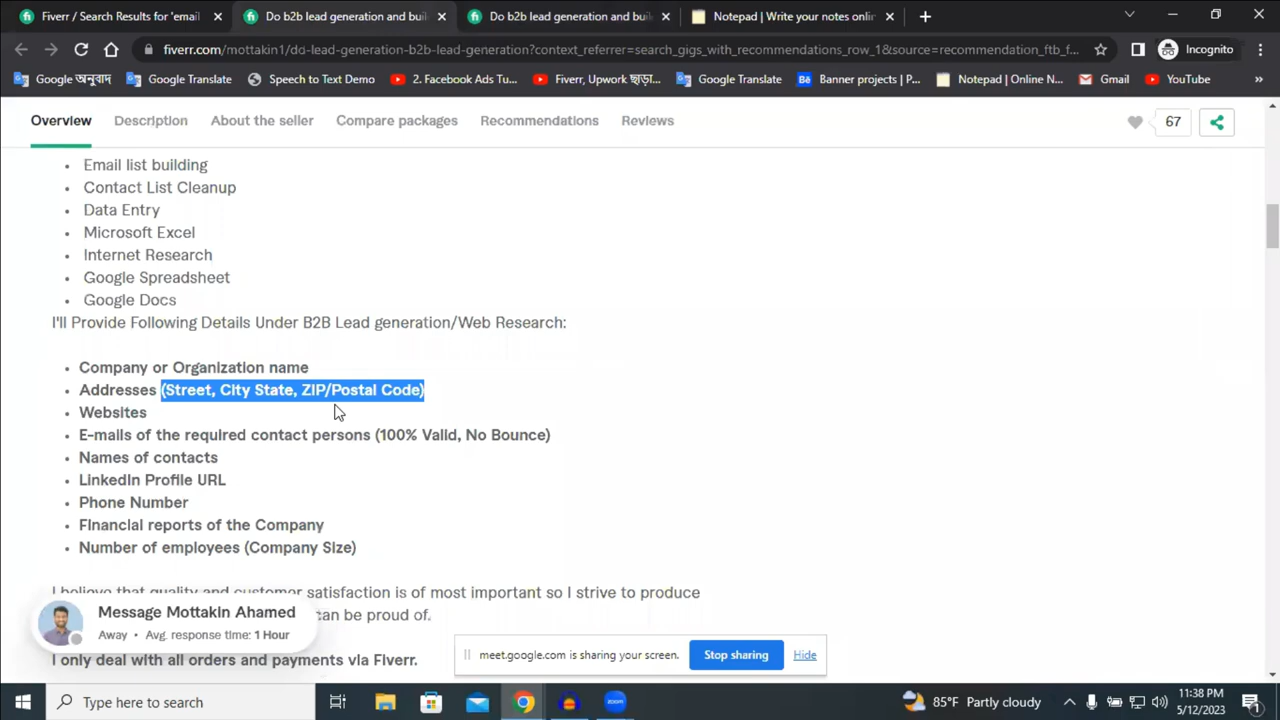 Fiverr / Search Results for 'email
Do b2b lead generation and buil
Do b2b lead generation and buil
Notepad | Write your notes onlin
fiverr.com/mottakin1/do-lead-generation-b2b-lead-generation?context_referrer=search_gigs_with_recommendations_row_1&source=recommendation_ftb_f...
Incognito
Google অনুবাদ
Google Translate
Speech to Text Demo
2. Facebook Ads Tu...
Fiverr, Upwork ছাড়া...
Google Translate
Banner projects | P...
Notepad | Online N...
Gmail
YouTube
Overview
Description
About the seller
Compare packages
Recommendations
Reviews
67
Email list building
Contact List Cleanup
Data Entry
Microsoft Excel
Internet Research
Google Spreadsheet
Google Docs
I'll Provide Following Details Under B2B Lead generation/Web Research:
Company or Organization name
Addresses (Street, City State, ZIP/Postal Code)
Websites
E-mails of the required contact persons (100% Valid, No Bounce)
Names of contacts
LinkedIn Profile URL
Phone Number
Financial reports of the Company
Number of employees (Company Size)
I believe that quality and customer satisfaction is of most important so I strive to produce
can be proud of.
Message Mottakin Ahamed
Away • Avg. response time: 1 Hour
I only deal with all orders and payments via Fiverr.
meet.google.com is sharing your screen.
Stop sharing
Hide
Type here to search
85°F Partly cloudy
11:38 PM
5/12/2023